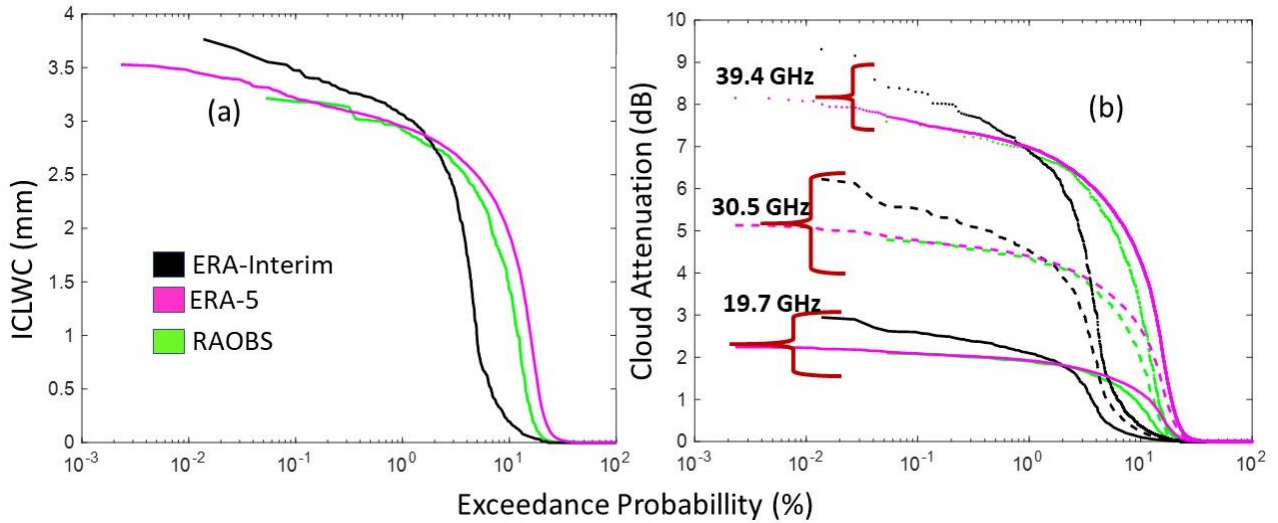 4
3.5
3
2.5
2
1.5
1
0.5
0
ICLWC (mm)
(a)
ERA-Interim
ERA-5
RAOBS
10-3
10-2
10-1
100
101
102
10
9
8
7
6
5
4
3
2
1
0
Cloud Attenuation (dB)
39.4 GHz
(b)
30.5 GHz
19.7 GHz
10-3
10-2
10-1
100
101
102
Exceedance Probabillity (%)